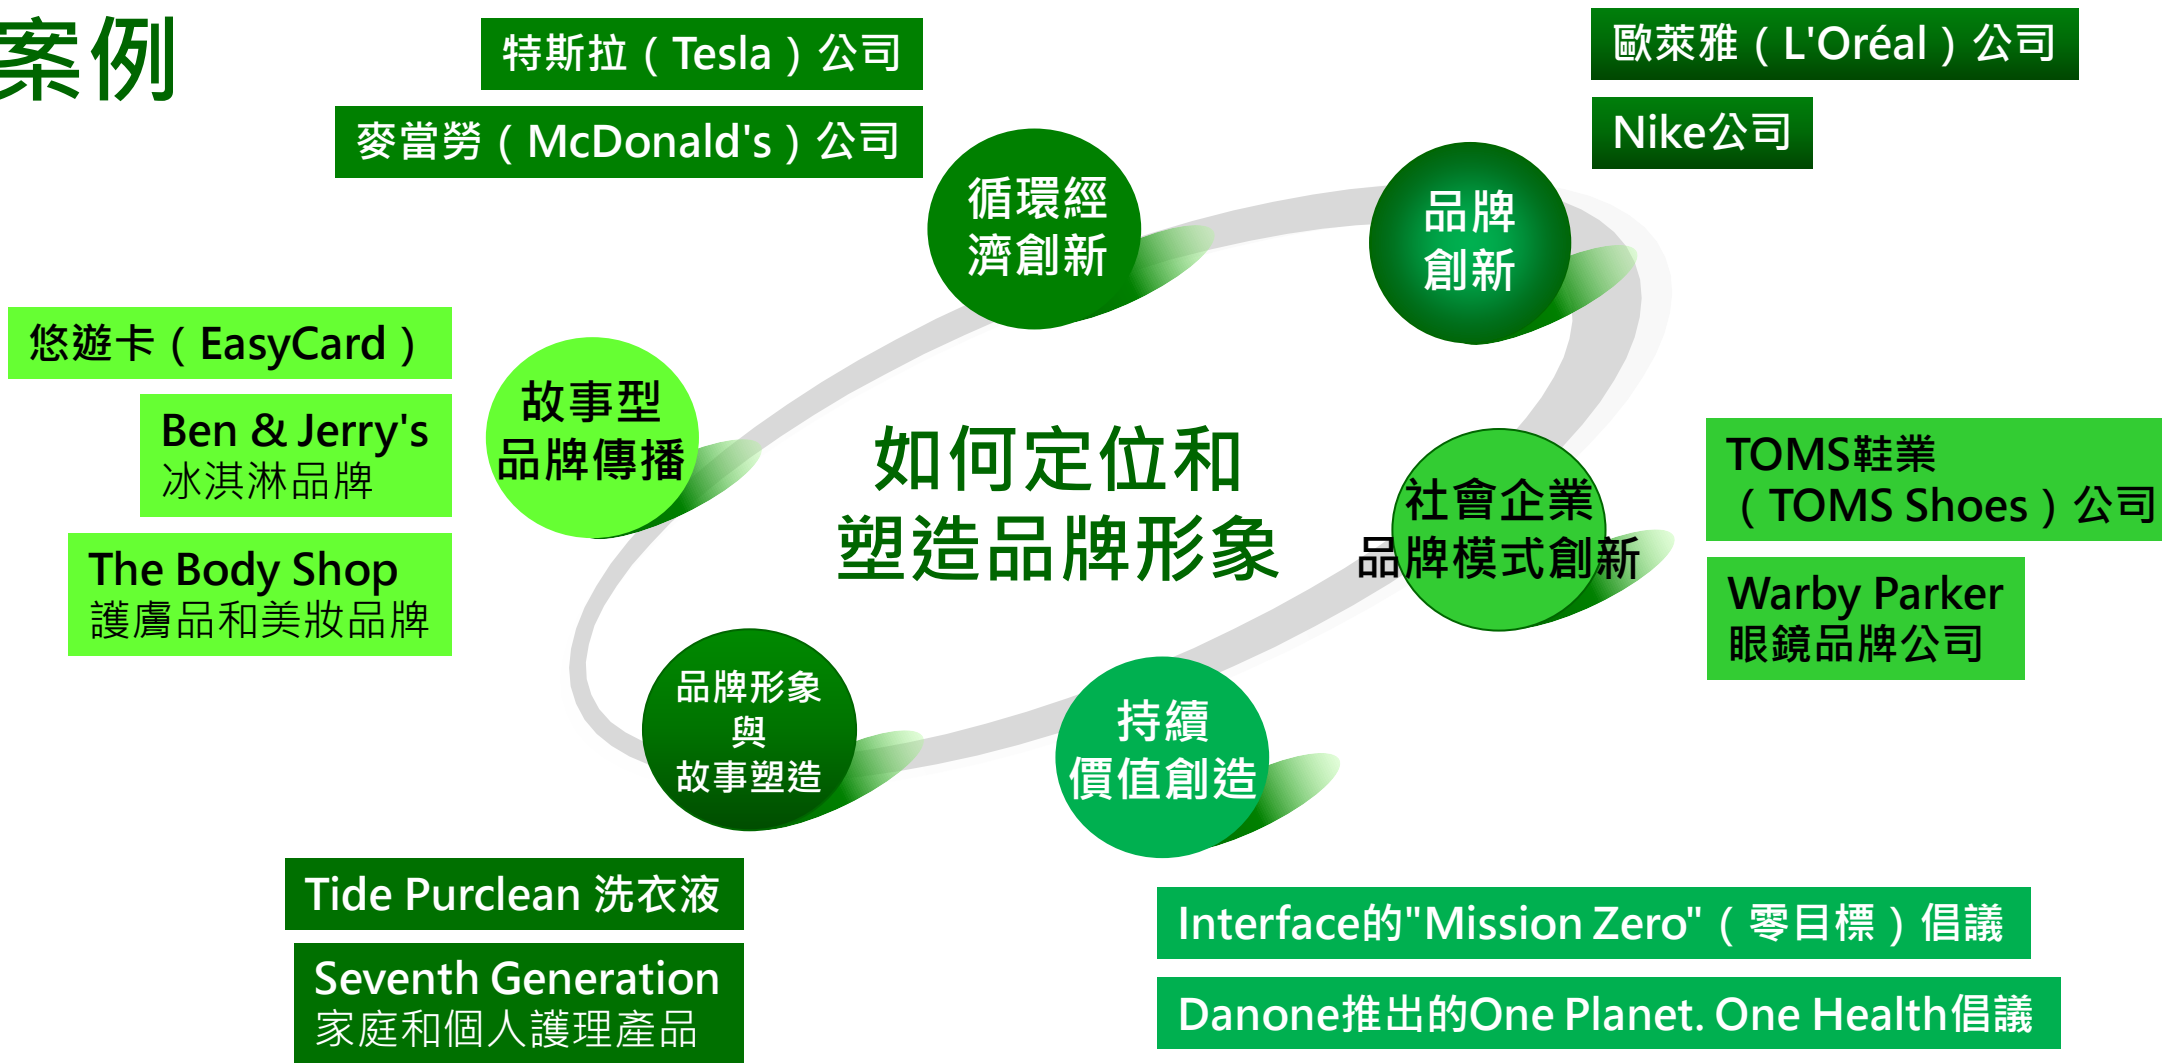 案例
特斯拉（Tesla）公司
麥當勞（McDonald's）公司
歐萊雅（L'Oréal）公司
Nike公司
循環經
濟創新
品牌
創新
悠遊卡（EasyCard）
Ben & Jerry's
冰淇淋品牌
The Body Shop
護膚品和美妝品牌
故事型
品牌傳播
如何定位和
塑造品牌形象
社會企業
品牌模式創新
TOMS鞋業
（TOMS Shoes）公司
Warby Parker
眼鏡品牌公司
品牌形象
與
故事塑造
持續
價值創造
Tide Purclean 洗衣液
Seventh Generation
家庭和個人護理產品
Interface的"Mission Zero"（零目標）倡議
Danone推出的One Planet. One Health倡議